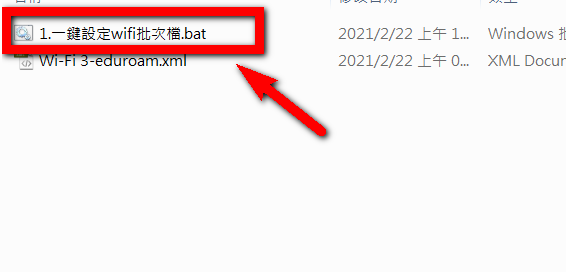 1.一鍵設定wifi批次檔.bat 2021/2/22 上午 1... Windows 批
Wi-Fi 3-eduroam.xml 2021/2/22 上午 0... XML Docum